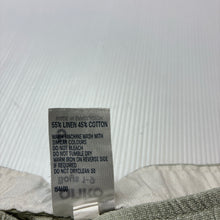 55% LINEN 45% COTTON
WARM MACHINE WASH WITH
SIMILAR COLOURS
DO NOT BLEACH
DO NOT TUMBLE DRY
WARM IRON ON REVERSE SIDE
IF REQUIRED
DO NOT DRYCLEAN